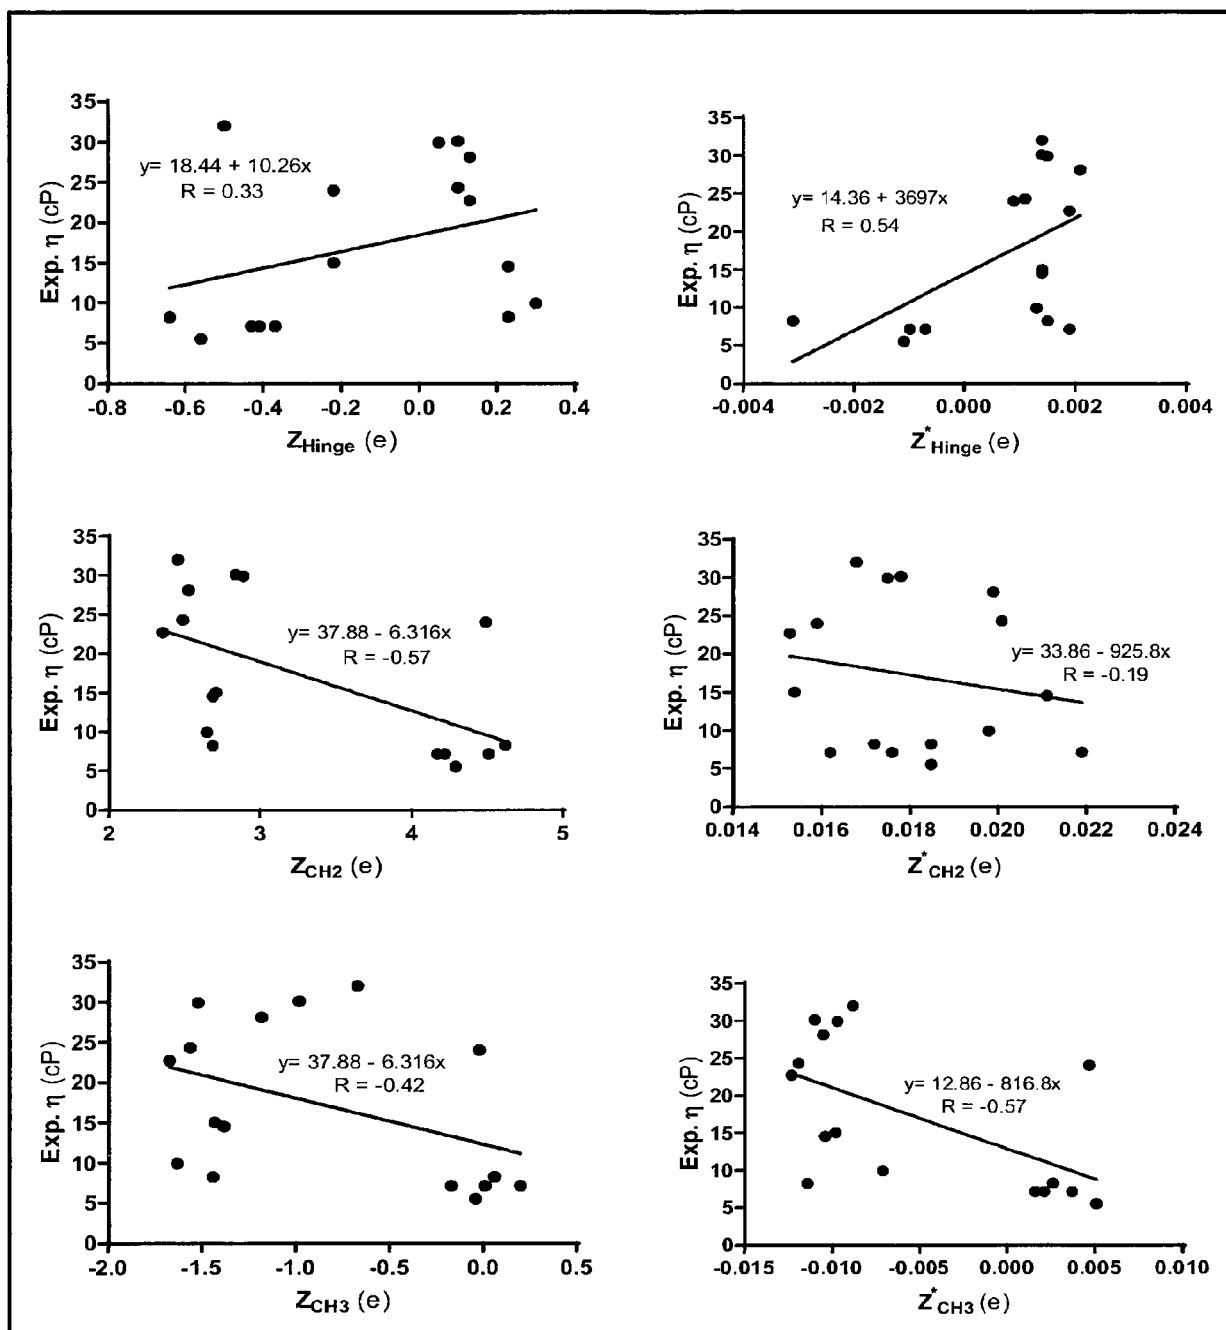 35
30
25
20
15
10
5
0
Exp. η (cP)
y= 18.44 + 10.26x
R = 0.33
-0.8 -0.6 -0.4 -0.2 0.0 0.2 0.4
Z_Hinge (e)
35
30
25
20
15
10
5
0
Exp. η (cP)
y= 14.36 + 3697x
R = 0.54
-0.004 -0.002 0.000 0.002 0.004
Z*_Hinge (e)
35
30
25
20
15
10
5
0
Exp. η (cP)
y= 37.88 - 6.316x
R = -0.57
2 3 4 5
Z_CH2 (e)
35
30
25
20
15
10
5
0
Exp. η (cP)
y= 33.86 - 925.8x
R = -0.19
0.014 0.016 0.018 0.020 0.022 0.024
Z*_CH2 (e)
35
30
25
20
15
10
5
0
Exp. η (cP)
y= 37.88 - 6.316x
R = -0.42
-2.0 -1.5 -1.0 -0.5 0.0 0.5
Z_CH3 (e)
35
30
25
20
15
10
5
0
Exp. η (cP)
y= 12.86 - 816.8x
R = -0.57
-0.015 -0.010 -0.005 0.000 0.005 0.010
Z*_CH3 (e)